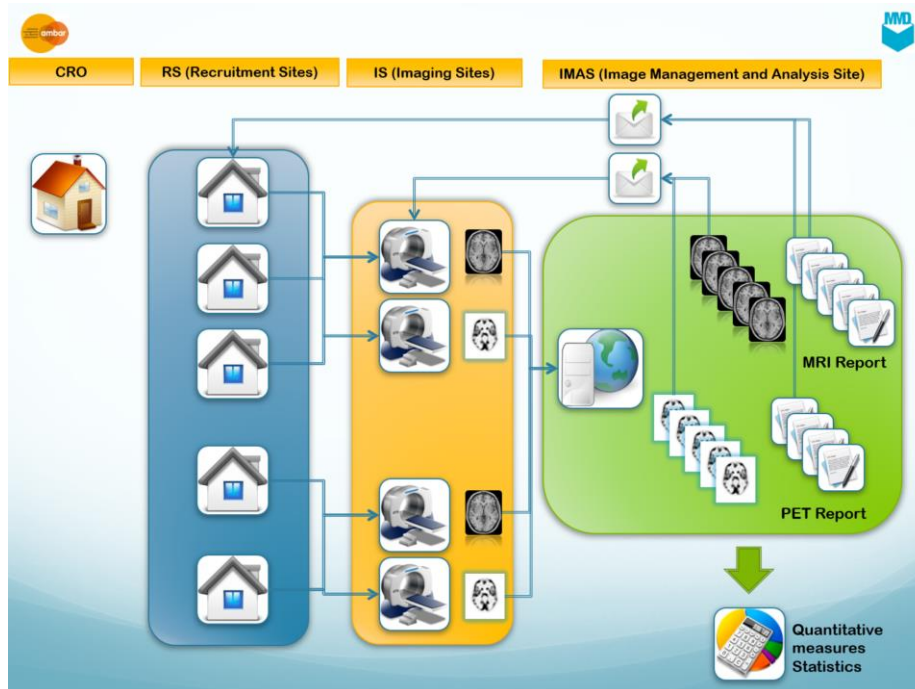 ambar
MMD
CRO
RS (Recruitment Sites)
IS (Imaging Sites)
IMAS (Image Management and Analysis Site)
MRI Report
PET Report
Quantitative
measures
Statistics